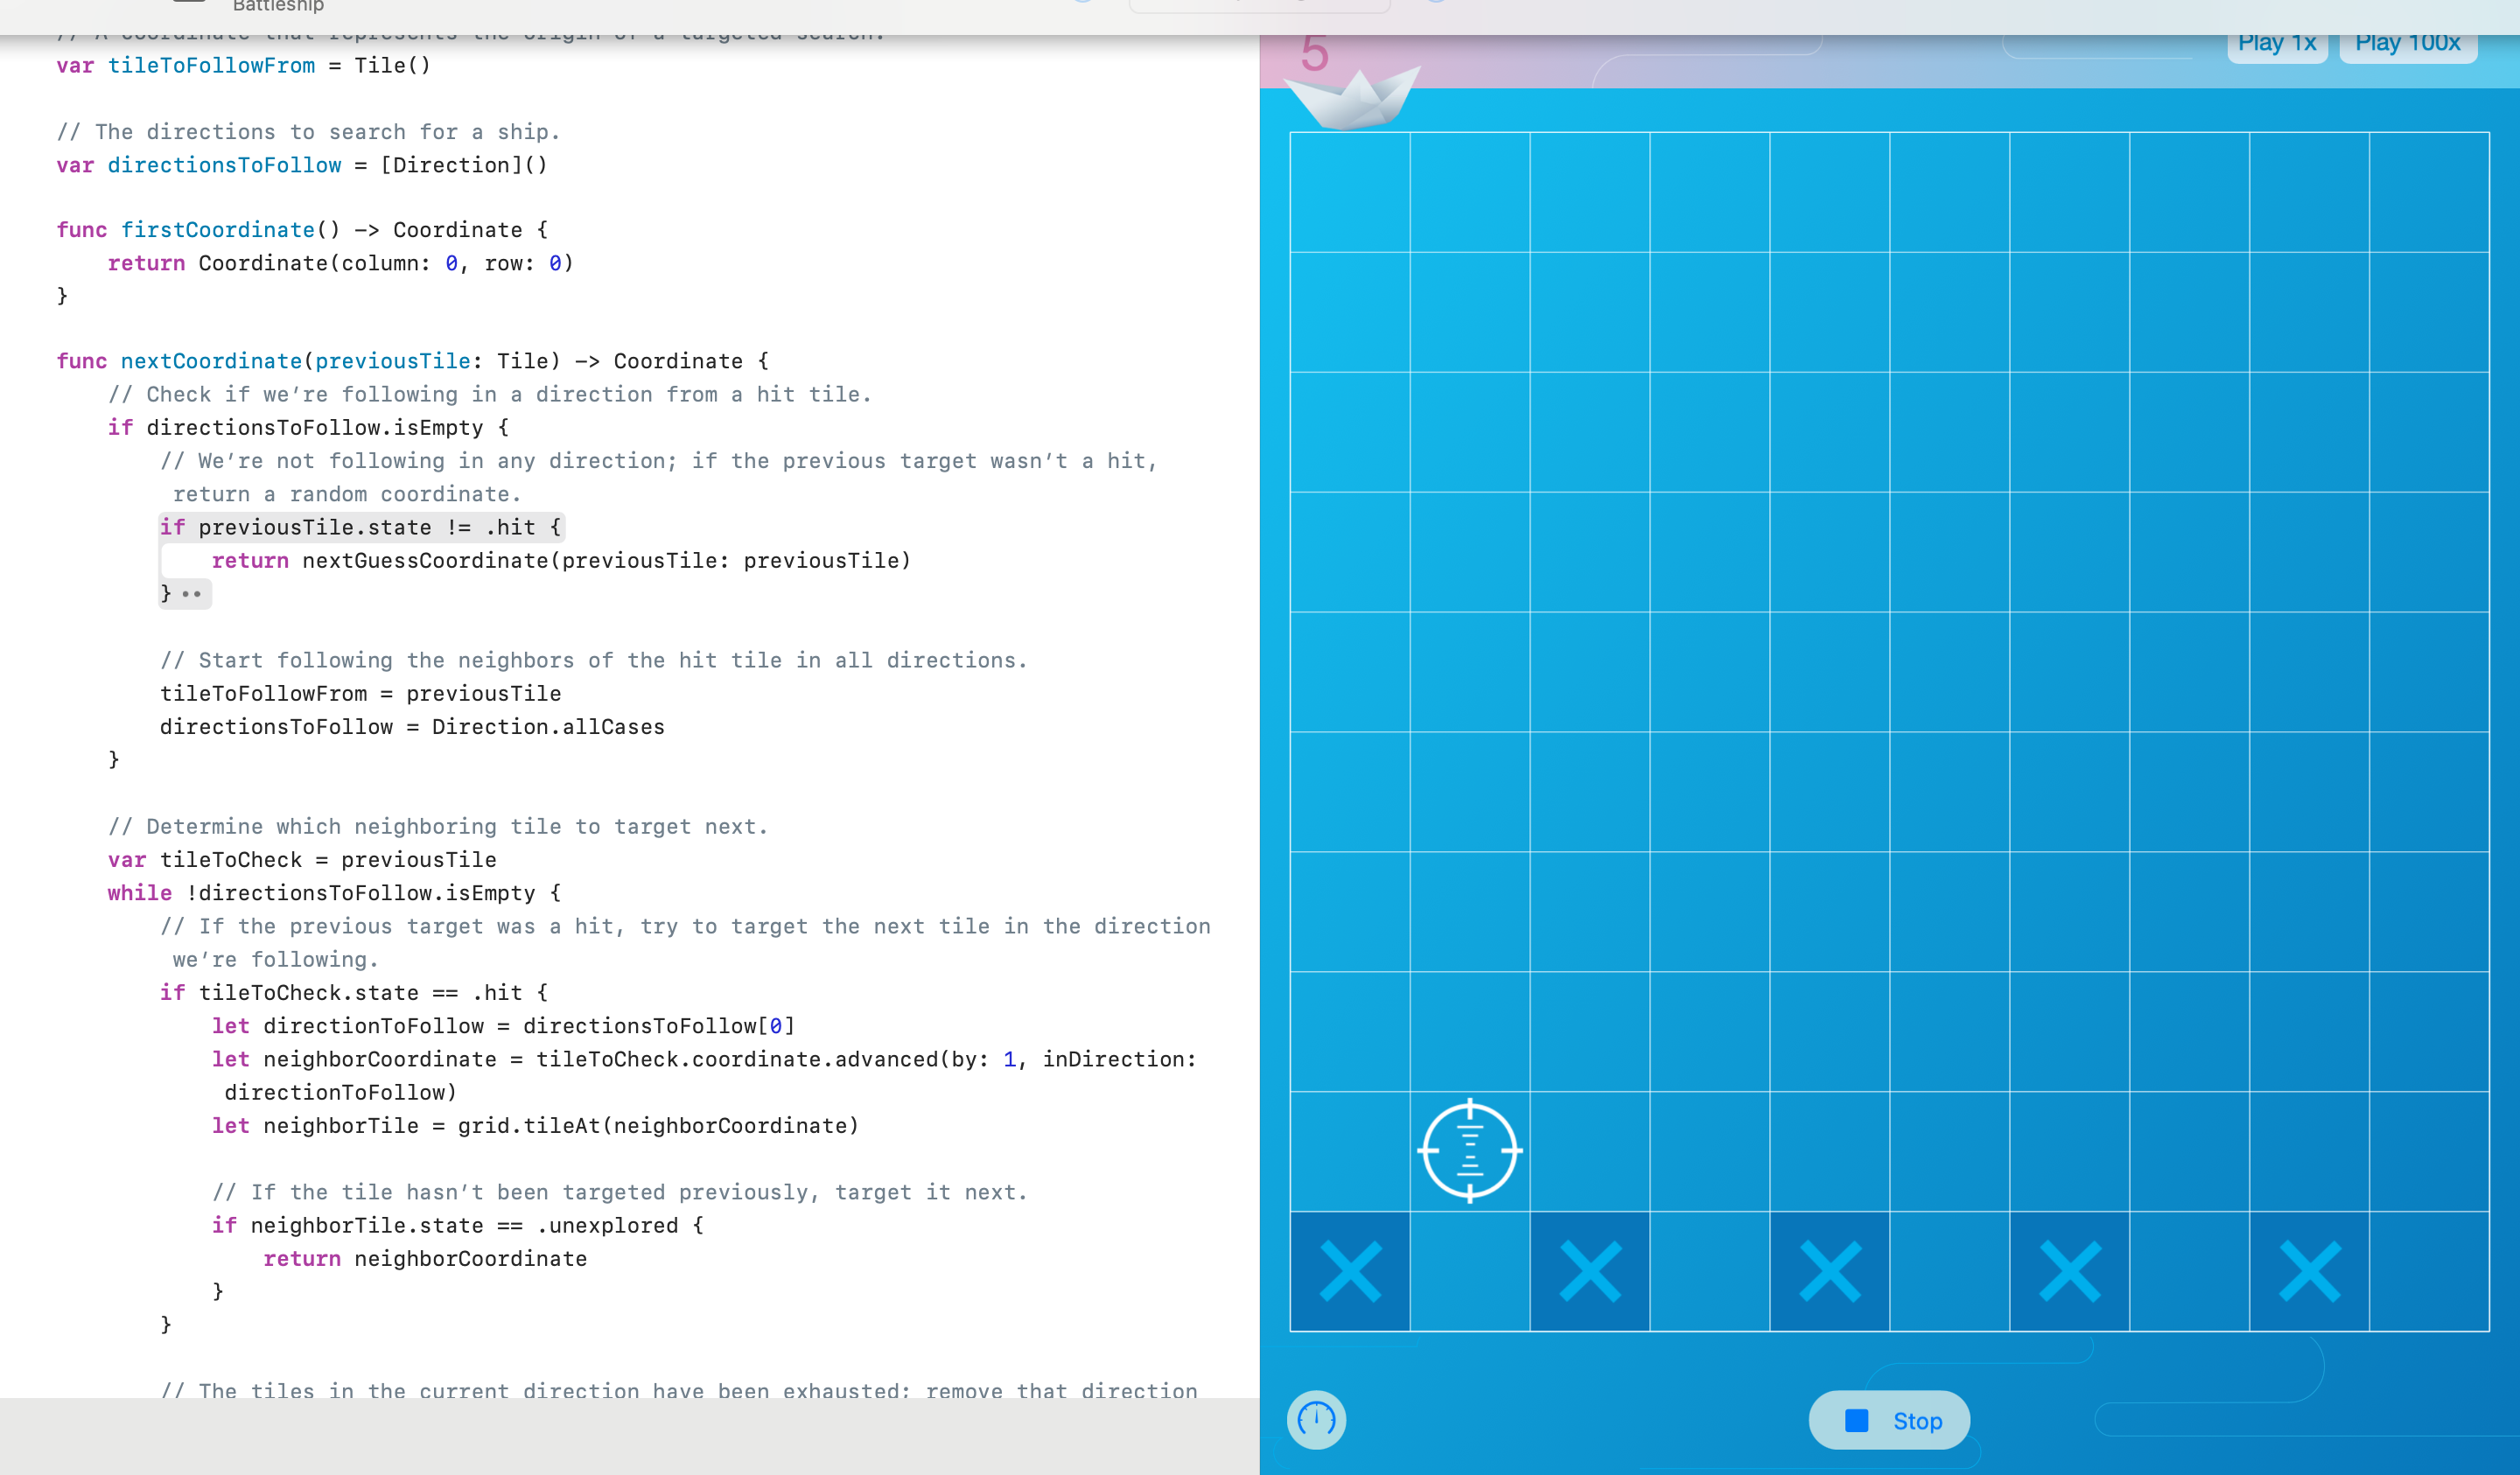 Battleship
// A coordinate that represents the origin of a targeted search.
var tileToFollowFrom = Tile()
// The directions to search for a ship.
var directionsToFollow = [Direction]()
func firstCoordinate() -> Coordinate {
return Coordinate(column: 0, row: 0)
}
func nextCoordinate(previousTile: Tile) -> Coordinate {
// Check if we’re following in a direction from a hit tile.
if directionsToFollow.isEmpty {
// We’re not following in any direction; if the previous target wasn’t a hit,
return a random coordinate.
if previousTile.state != .hit {
return nextGuessCoordinate(previousTile: previousTile)
}
// Start following the neighbors of the hit tile in all directions.
tileToFollowFrom = previousTile
directionsToFollow = Direction.allCases
}
// Determine which neighboring tile to target next.
var tileToCheck = previousTile
while !directionsToFollow.isEmpty {
// If the previous target was a hit, try to target the next tile in the direction
we’re following.
if tileToCheck.state == .hit {
let directionToFollow = directionsToFollow[0]
let neighborCoordinate = tileToCheck.coordinate.advanced(by: 1, inDirection:
directionToFollow)
let neighborTile = grid.tileAt(neighborCoordinate)
// If the tile hasn’t been targeted previously, target it next.
if neighborTile.state == .unexplored {
return neighborCoordinate
}
}
// The tiles in the current direction have been exhausted; remove that direction
5
Play 1x
Play 100x
Stop